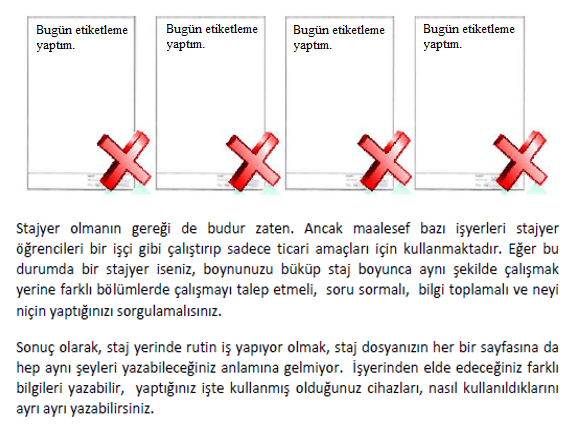 Bugün etiketleme
yaptım.
Bugün etiketleme
yaptım.
Bugün etiketleme
yaptım.
Bugün etiketleme
yaptım.
Stajyer olmanın gereği de budur zaten. Ancak maalesef bazı işyerleri stajyer
öğrencileri bir işçi gibi çalıştırıp sadece ticari amaçları için kullanmaktadır. Eğer bu
durumda bir stajyer iseniz, boynunuzu büküp staj boyunca aynı şekilde çalışmak
yerine farklı bölümlerde çalışmayı talep etmeli, soru sormalı, bilgi toplamalı ve neyi
niçin yaptığınızı sorgulamalısınız.
Sonuç olarak, staj yerinde rutin iş yapıyor olmak, staj dosyanızın her bir sayfasına da
hep aynı şeyleri yazabileceğiniz anlamına gelmiyor. İşyerinden elde edeceğiniz farklı
bilgileri yazabilir, yaptığınız işte kullanmış olduğunuz cihazları, nasıl kullanıldıklarını
ayrı ayrı yazabilirsiniz.